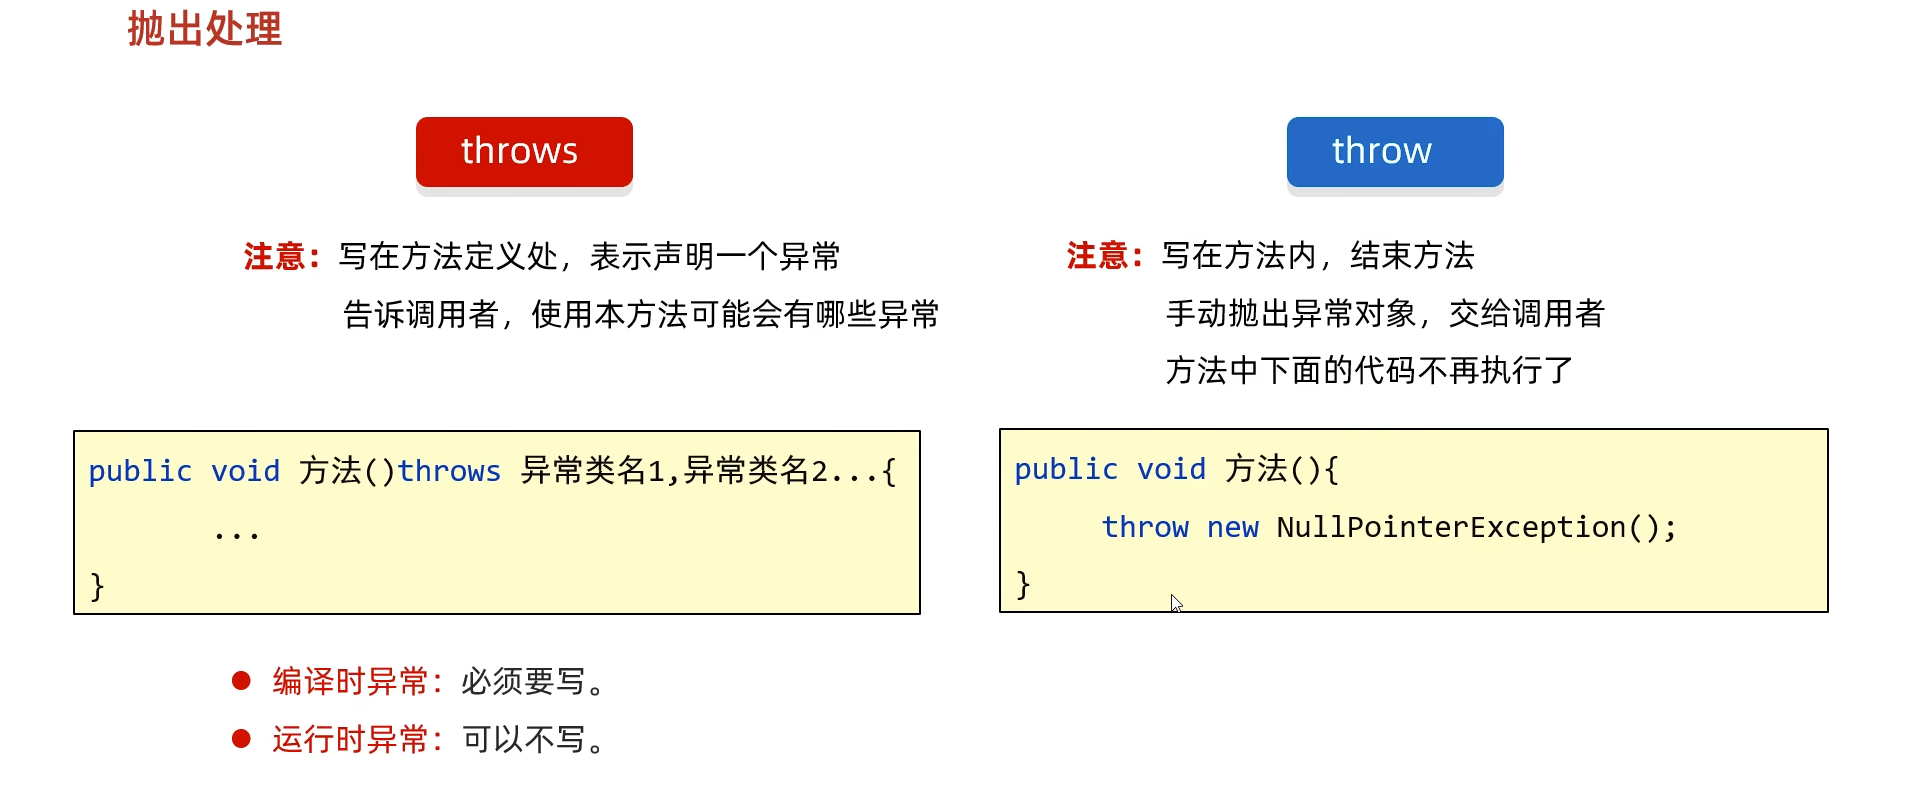 抛出处理
throws
注意：写在方法定义处，表示声明一个异常
告诉调用者，使用本方法可能会有哪些异常
public void 方法()throws 异常类名1,异常类名2...{
...
}
编译时异常：必须要写。
运行时异常：可以不写。
throw
注意：写在方法内，结束方法
手动抛出异常对象，交给调用者
方法中下面的代码不再执行了
public void 方法(){
throw new NullPointerException();
}